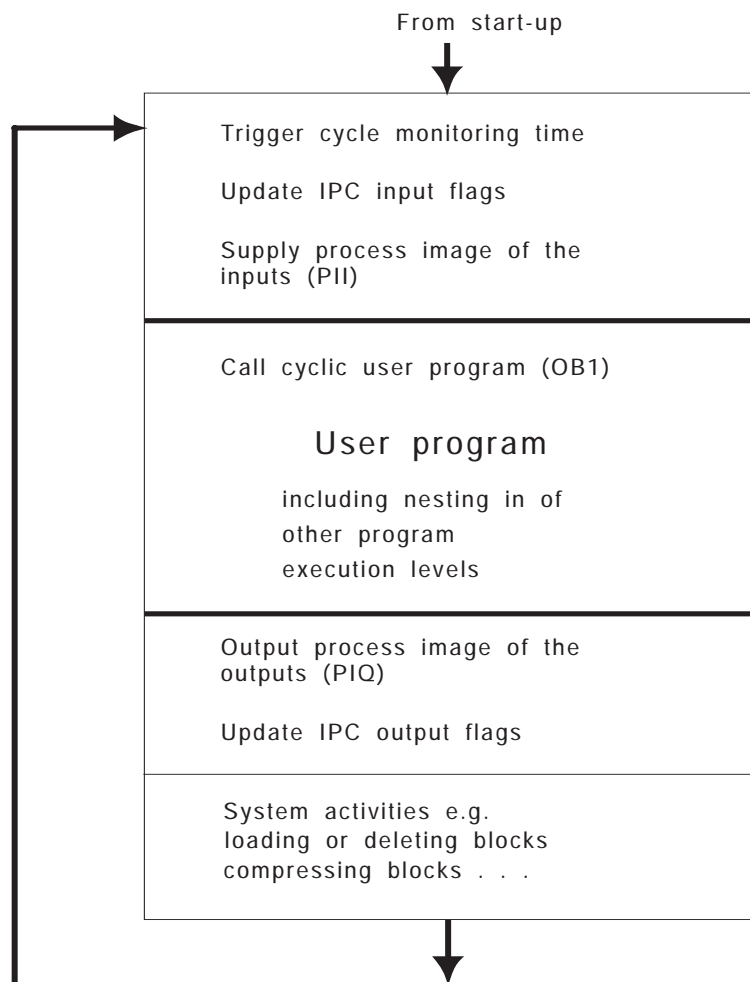 From start-up
Trigger cycle monitoring time
Update IPC input flags
Supply process image of the
inputs (PII)
Call cyclic user program (OB1)
User program
including nesting in of
other program
execution levels
Output process image of the
outputs (PIQ)
Update IPC output flags
System activities e.g.
loading or deleting blocks
compressing blocks . . .